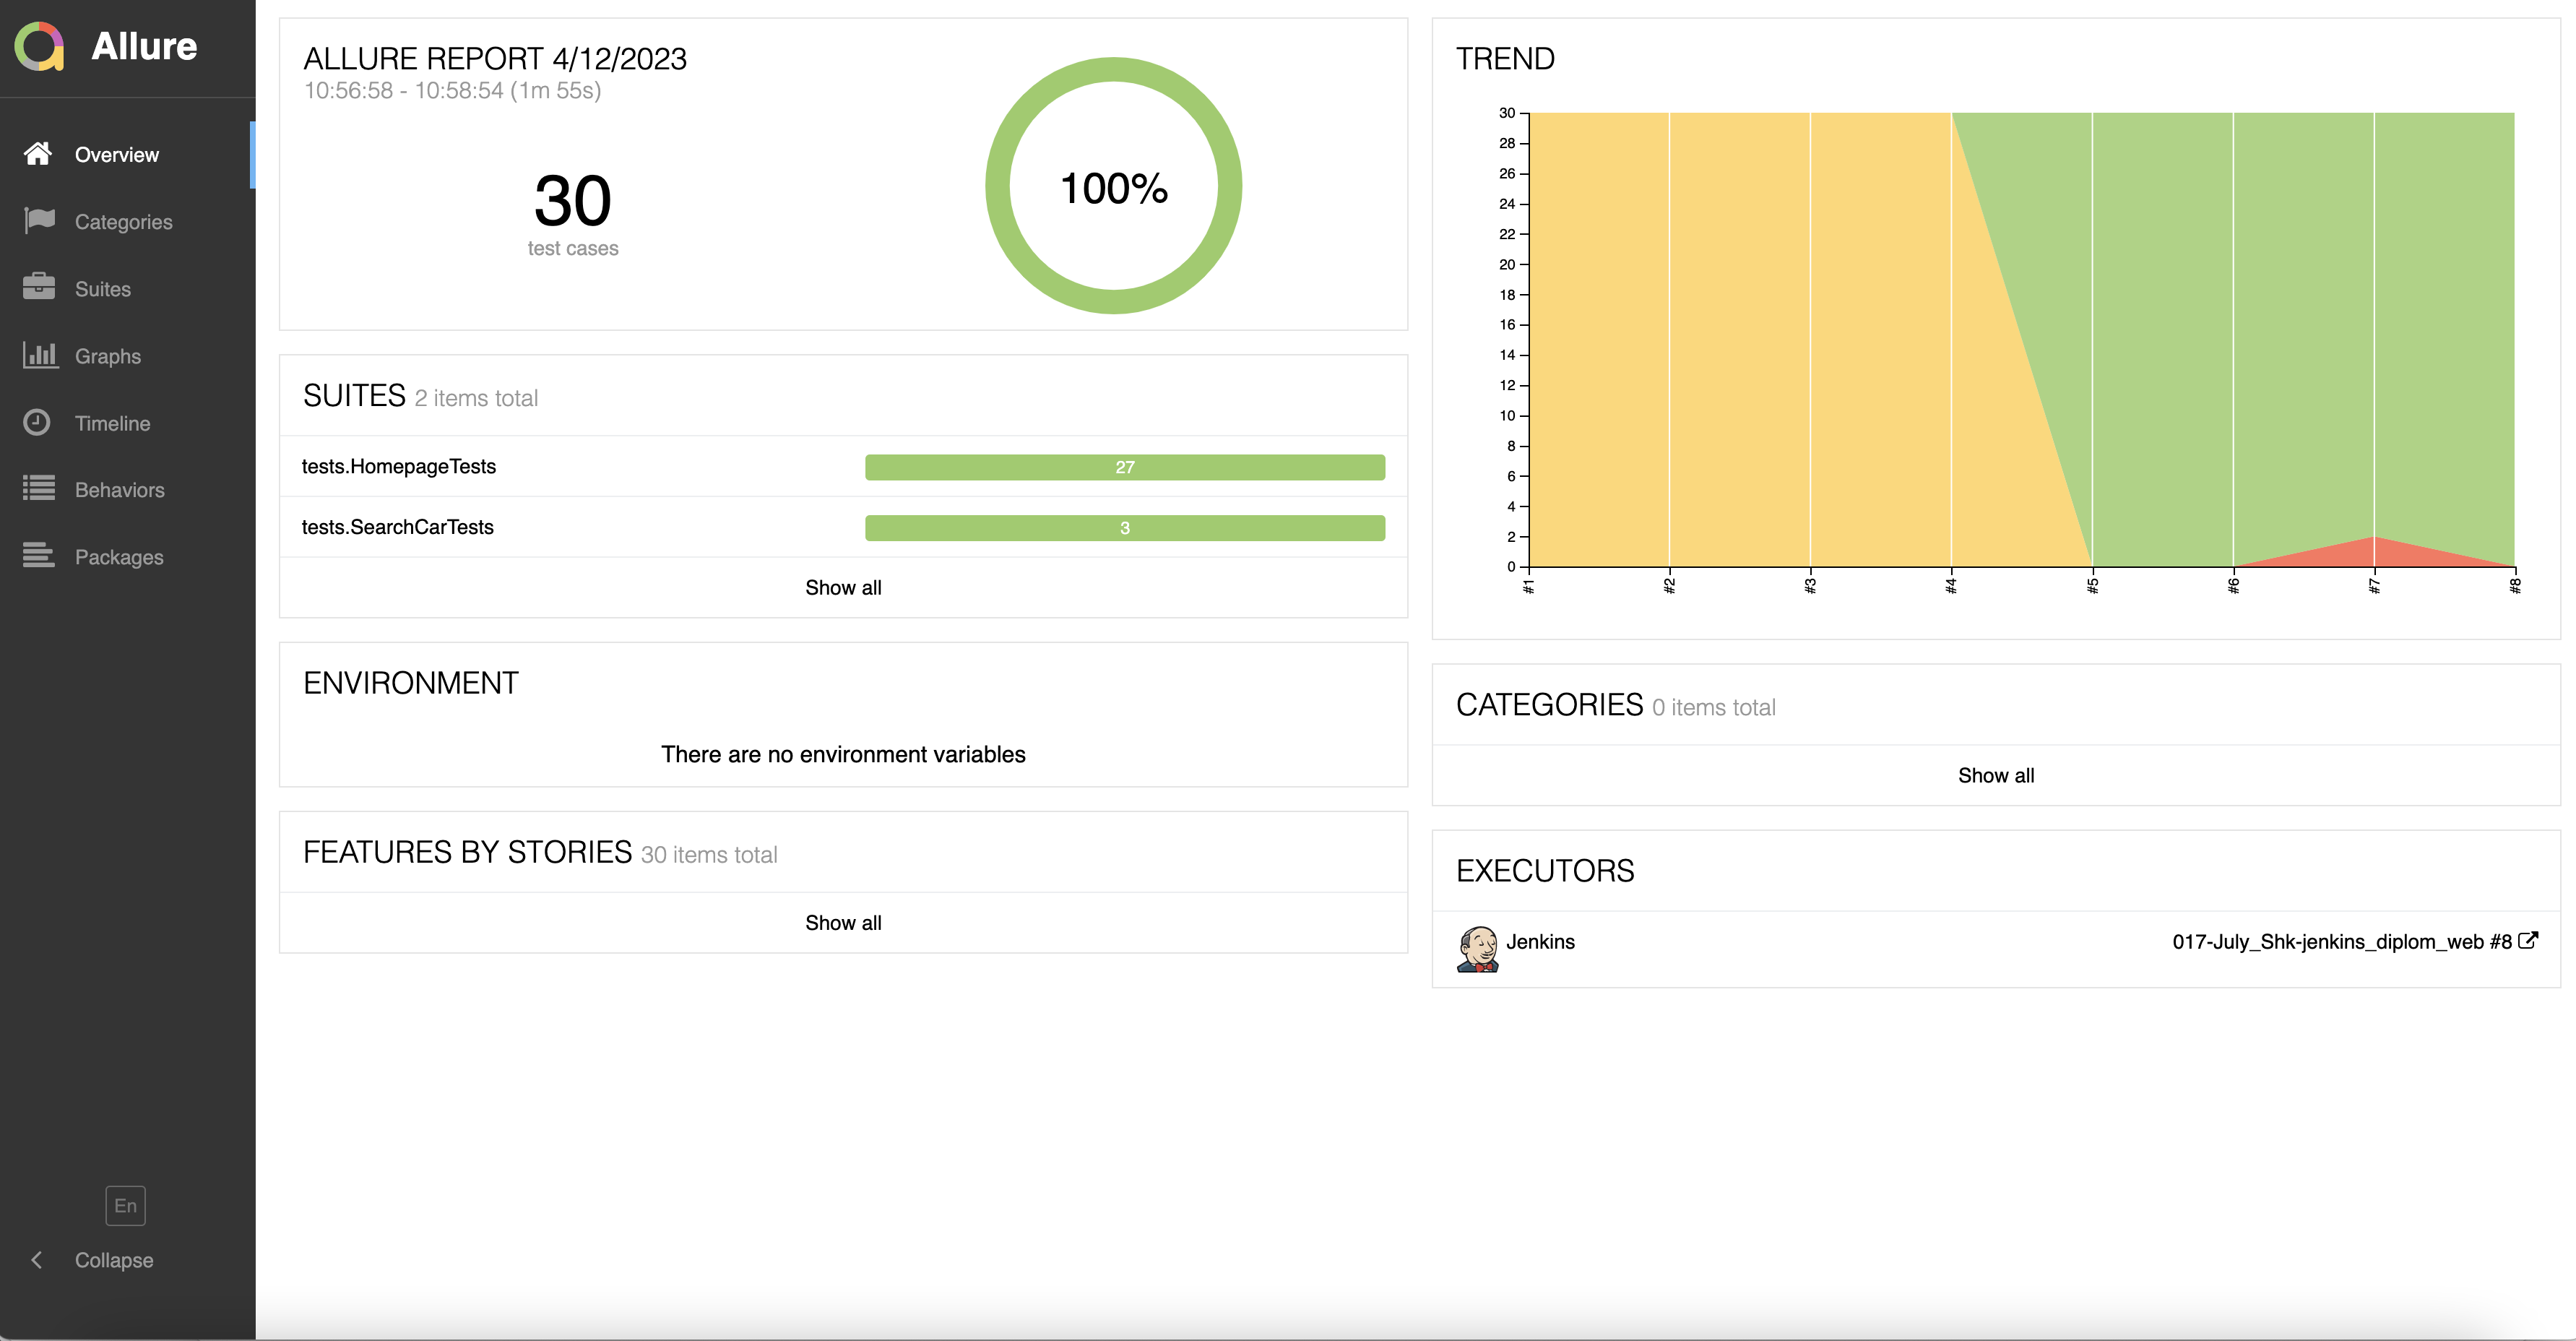 Allure
Overview
Categories
Suites
Graphs
Timeline
Behaviors
Packages
En
Collapse
ALLURE REPORT 4/12/2023
10:56:58 - 10:58:54 (1m 55s)
30
test cases
100%
SUITES 2 items total
tests.HomepageTests 27
tests.SearchCarTests 3
Show all
ENVIRONMENT
There are no environment variables
FEATURES BY STORIES 30 items total
Show all
TREND
30
28
26
24
22
20
18
16
14
12
10
8
6
4
2
0
#1 #2 #3 #4 #5 #6 #7 #8
CATEGORIES 0 items total
Show all
EXECUTORS
Jenkins 017-July_Shk-jenkins_diplom_web #8